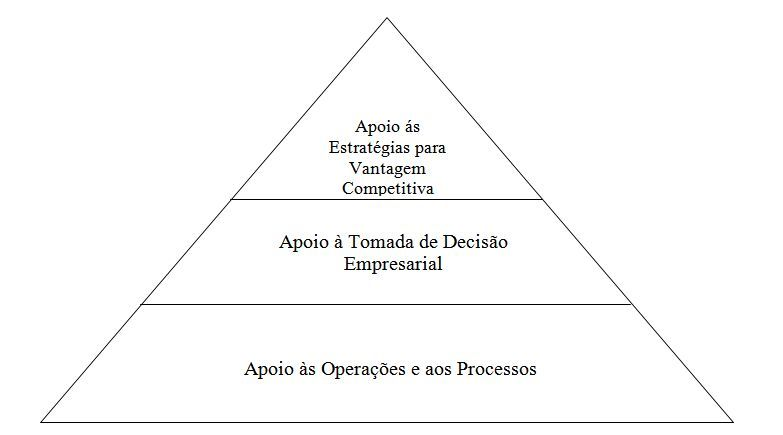 Apoio ás
Estratégias para
Vantagem
Competitiva
Apoio à Tomada de Decisão
Empresarial
Apoio às Operações e aos Processos